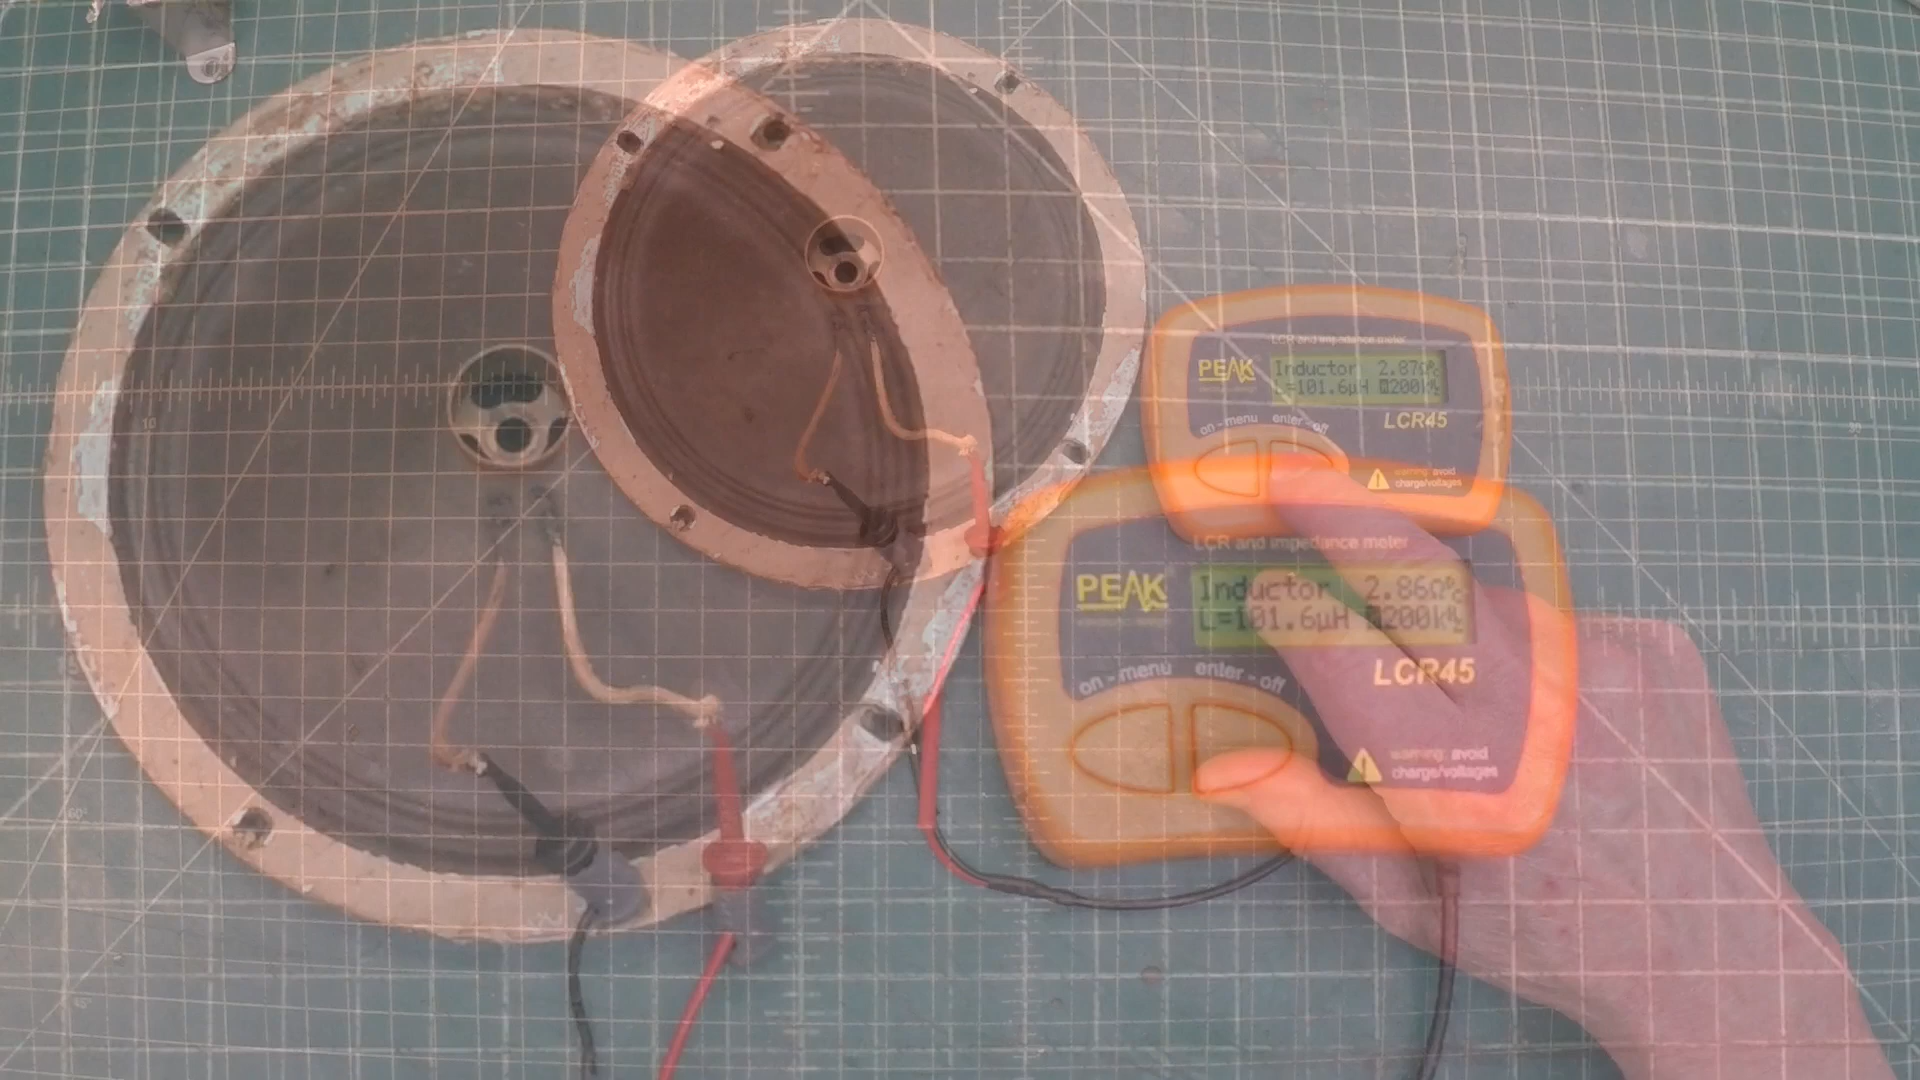 LCR and impedance meter
PEAK
Inductor 2.87Ω
L=101.6µH 200kHz
LCR45
on - menu enter - off
warning: avoid
charge/voltages
LCR and impedance meter
PEAK
Inductor 2.86Ω
L=101.6µH 200kHz
LCR45
on - menu enter - off
warning: avoid
charge/voltages
10